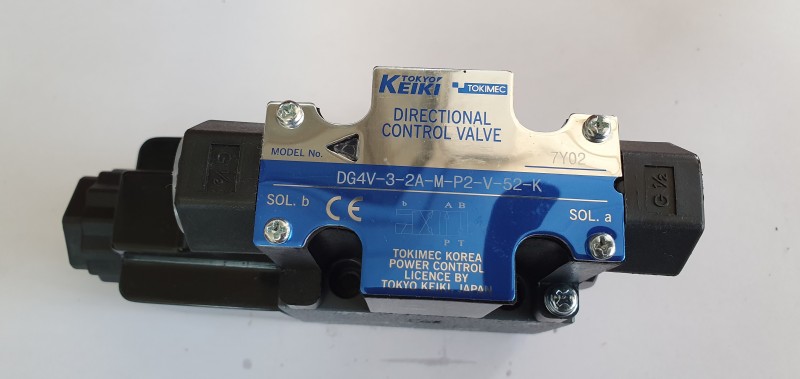 TOKYO
KEIKI TOKIMEC
DIRECTIONAL
CONTROL VALVE
MODEL No. 7Y02
DG4V-3-2A-M-P2-V-52-K
SOL. b CE b A B SOL. a
P T
TOKIMEC KOREA
POWER CONTROL
LICENCE BY
TOKYO KEIKI, JAPAN